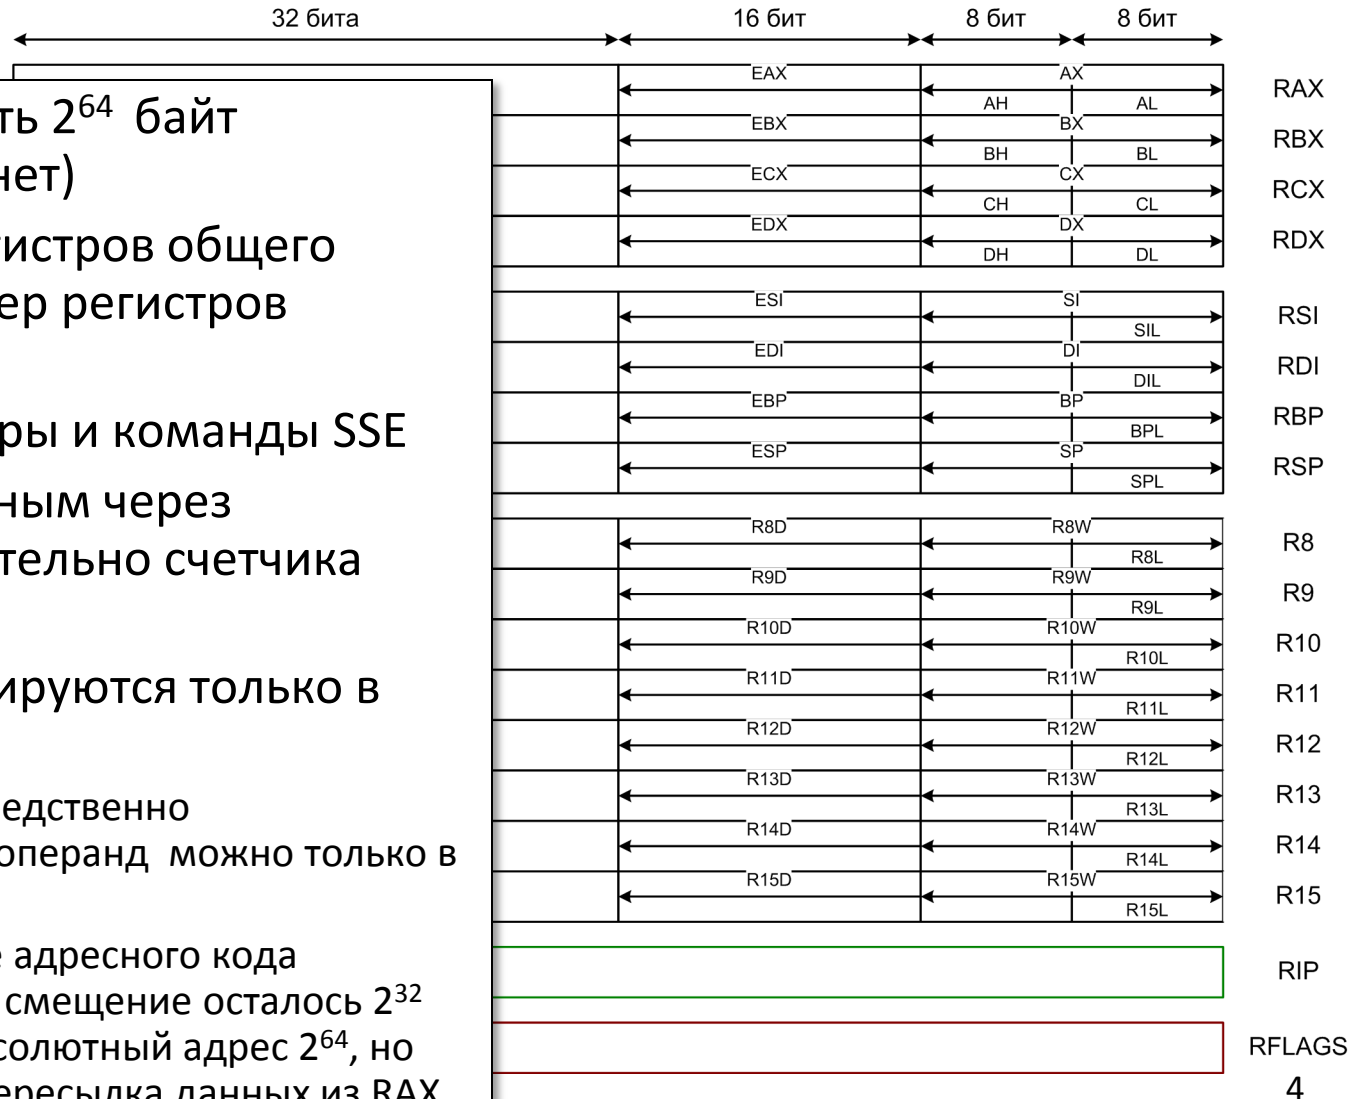 32 бита 16 бит 8 бит 8 бит
ть 2⁶⁴ байт
нет)
гистров общего
ер регистров
ры и команды SSE
ным через
тельно счетчика
ируются только в
едственно
операнд можно только в
е адресного кода
смещение осталось 2³²
солютный адрес 2⁶⁴, но
пересылка данных из RAX
EAX AX RAX
AH AL
EBX BX RBX
BH BL
ECX CX RCX
CH CL
EDX DX RDX
DH DL
ESI SI RSI
SIL
EDI DI RDI
DIL
EBP BP RBP
BPL
ESP SP RSP
SPL
R8D R8W R8
R8L
R9D R9W R9
R9L
R10D R10W R10
R10L
R11D R11W R11
R11L
R12D R12W R12
R12L
R13D R13W R13
R13L
R14D R14W R14
R14L
R15D R15W R15
R15L
RIP
RFLAGS
4